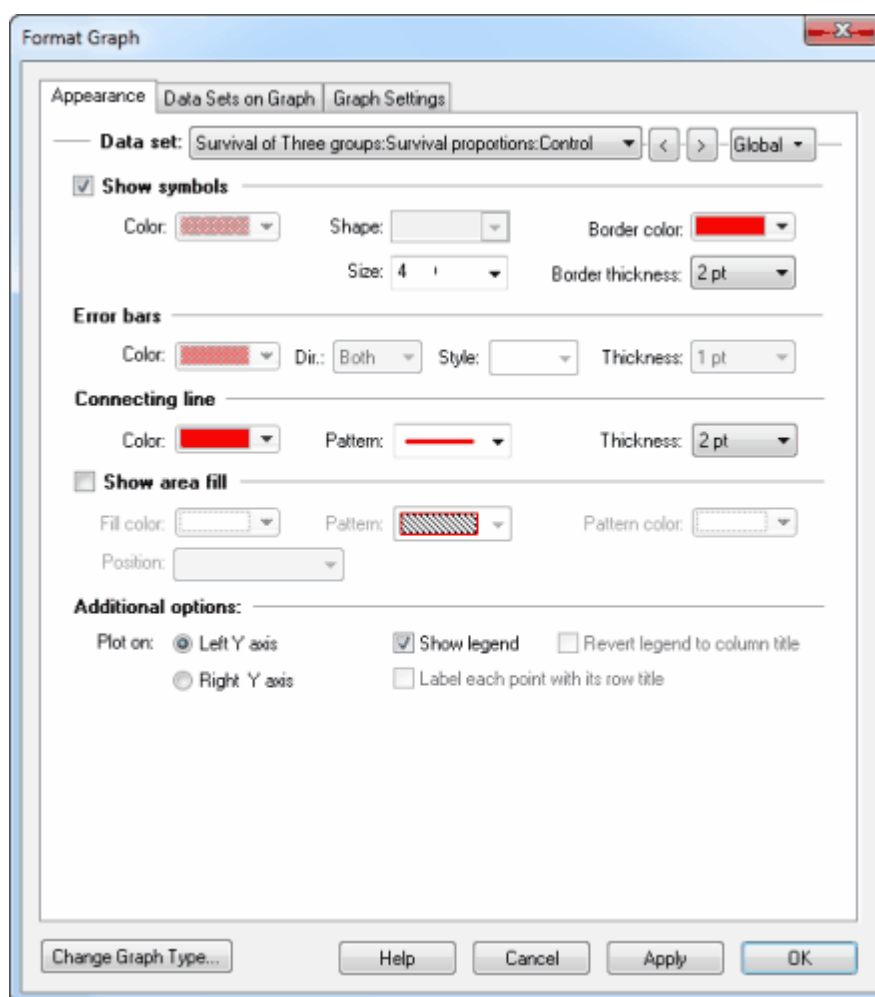 Format Graph
Appearance Data Sets on Graph Graph Settings
Data set: Survival of Three groups:Survival proportions:Control < > Global
Show symbols
Color: Shape: Border color:
Size: 4 Border thickness: 2 pt
Error bars
Color: Dir.: Both Style: Thickness: 1 pt
Connecting line
Color: Pattern: Thickness: 2 pt
Show area fill
Fill color: Pattern: Pattern color:
Position:
Additional options:
Plot on: Left Y axis Show legend Revert legend to column title
Right Y axis Label each point with its row title
Change Graph Type... Help Cancel Apply OK